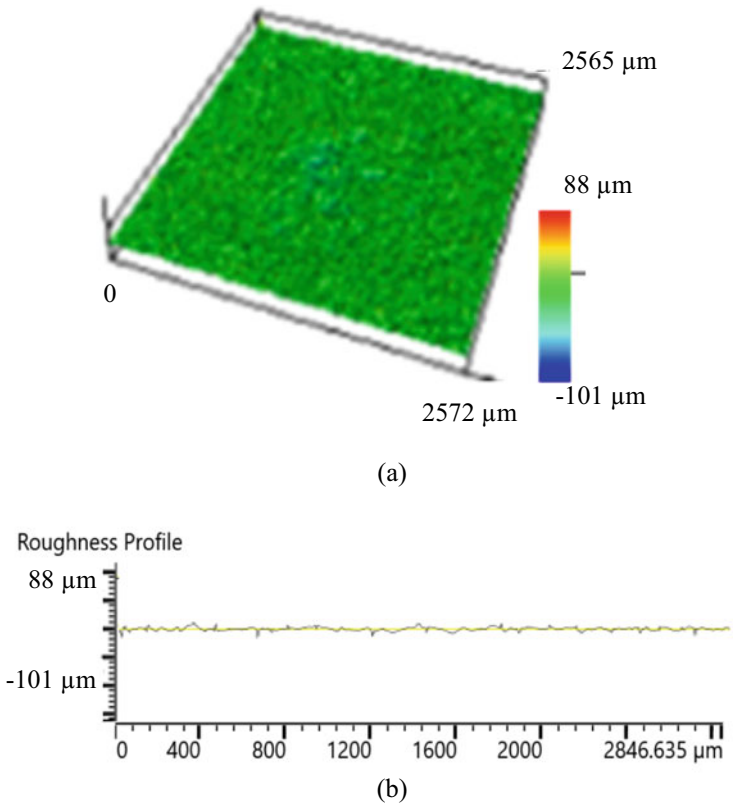 2565 µm
88 µm
0
-101 µm
2572 µm
(a)
Roughness Profile
88 µm
-101 µm
0 400 800 1200 1600 2000 2846.635 µm
(b)